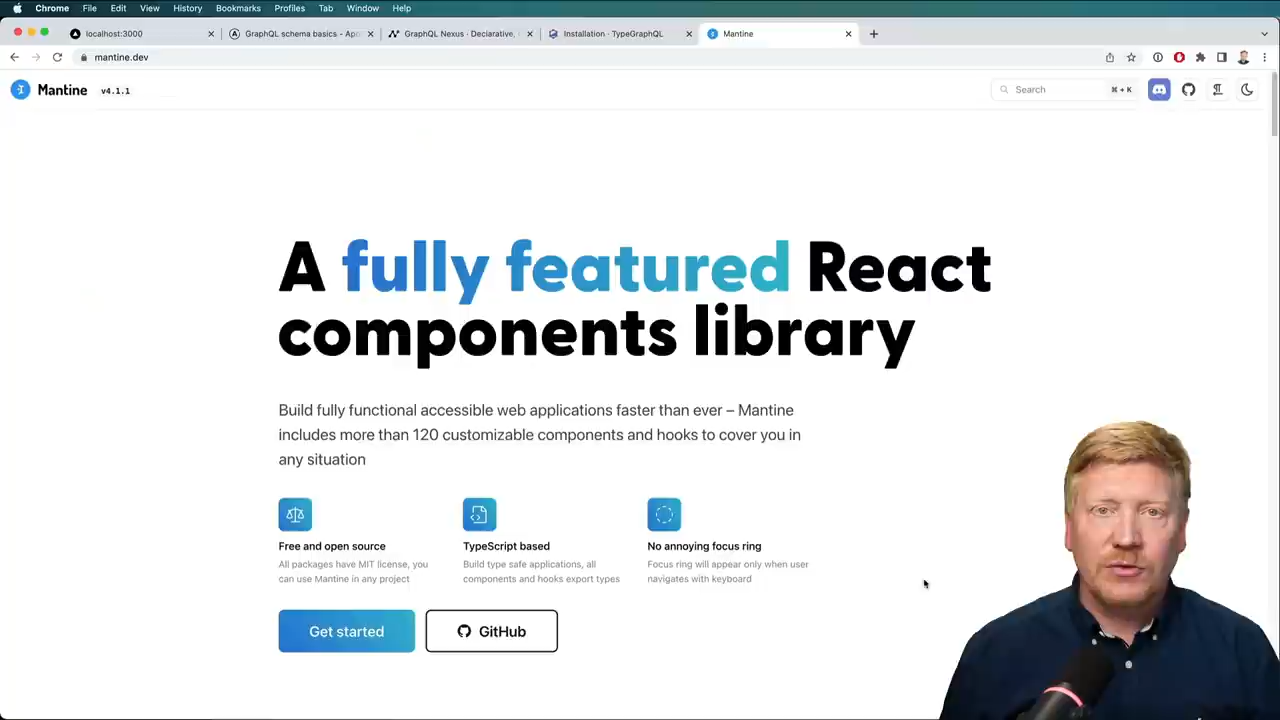 Chrome File Edit View History Bookmarks Profiles Tab Window Help
localhost:3000
GraphQL schema basics - Apo
GraphQL Nexus · Declarative,
Installation · TypeGraphQL
Mantine
mantine.dev
Mantine v4.1.1
Search ⌘ + K
A fully featured React
components library
Build fully functional accessible web applications faster than ever – Mantine
includes more than 120 customizable components and hooks to cover you in
any situation
Free and open source
All packages have MIT license, you
can use Mantine in any project
TypeScript based
Build type safe applications, all
components and hooks export types
No annoying focus ring
Focus ring will appear only when user
navigates with keyboard
Get started
GitHub